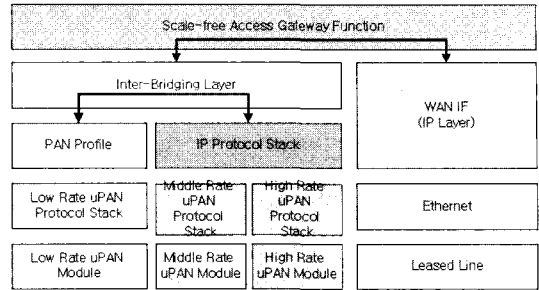 Scale-free Access Gateway Function
Inter-Bridging Layer
WAN IF
(IP Layer)
PAN Profile
IP Protocol Stack
Low Rate uPAN
Protocol Stack
Middle Rate
uPAN
Protocol
Stack
High Rate
uPAN
Protocol
Stack
Ethernet
Low Rate uPAN
Module
Middle Rate
uPAN Module
High Rate
uPAN Module
Leased Line